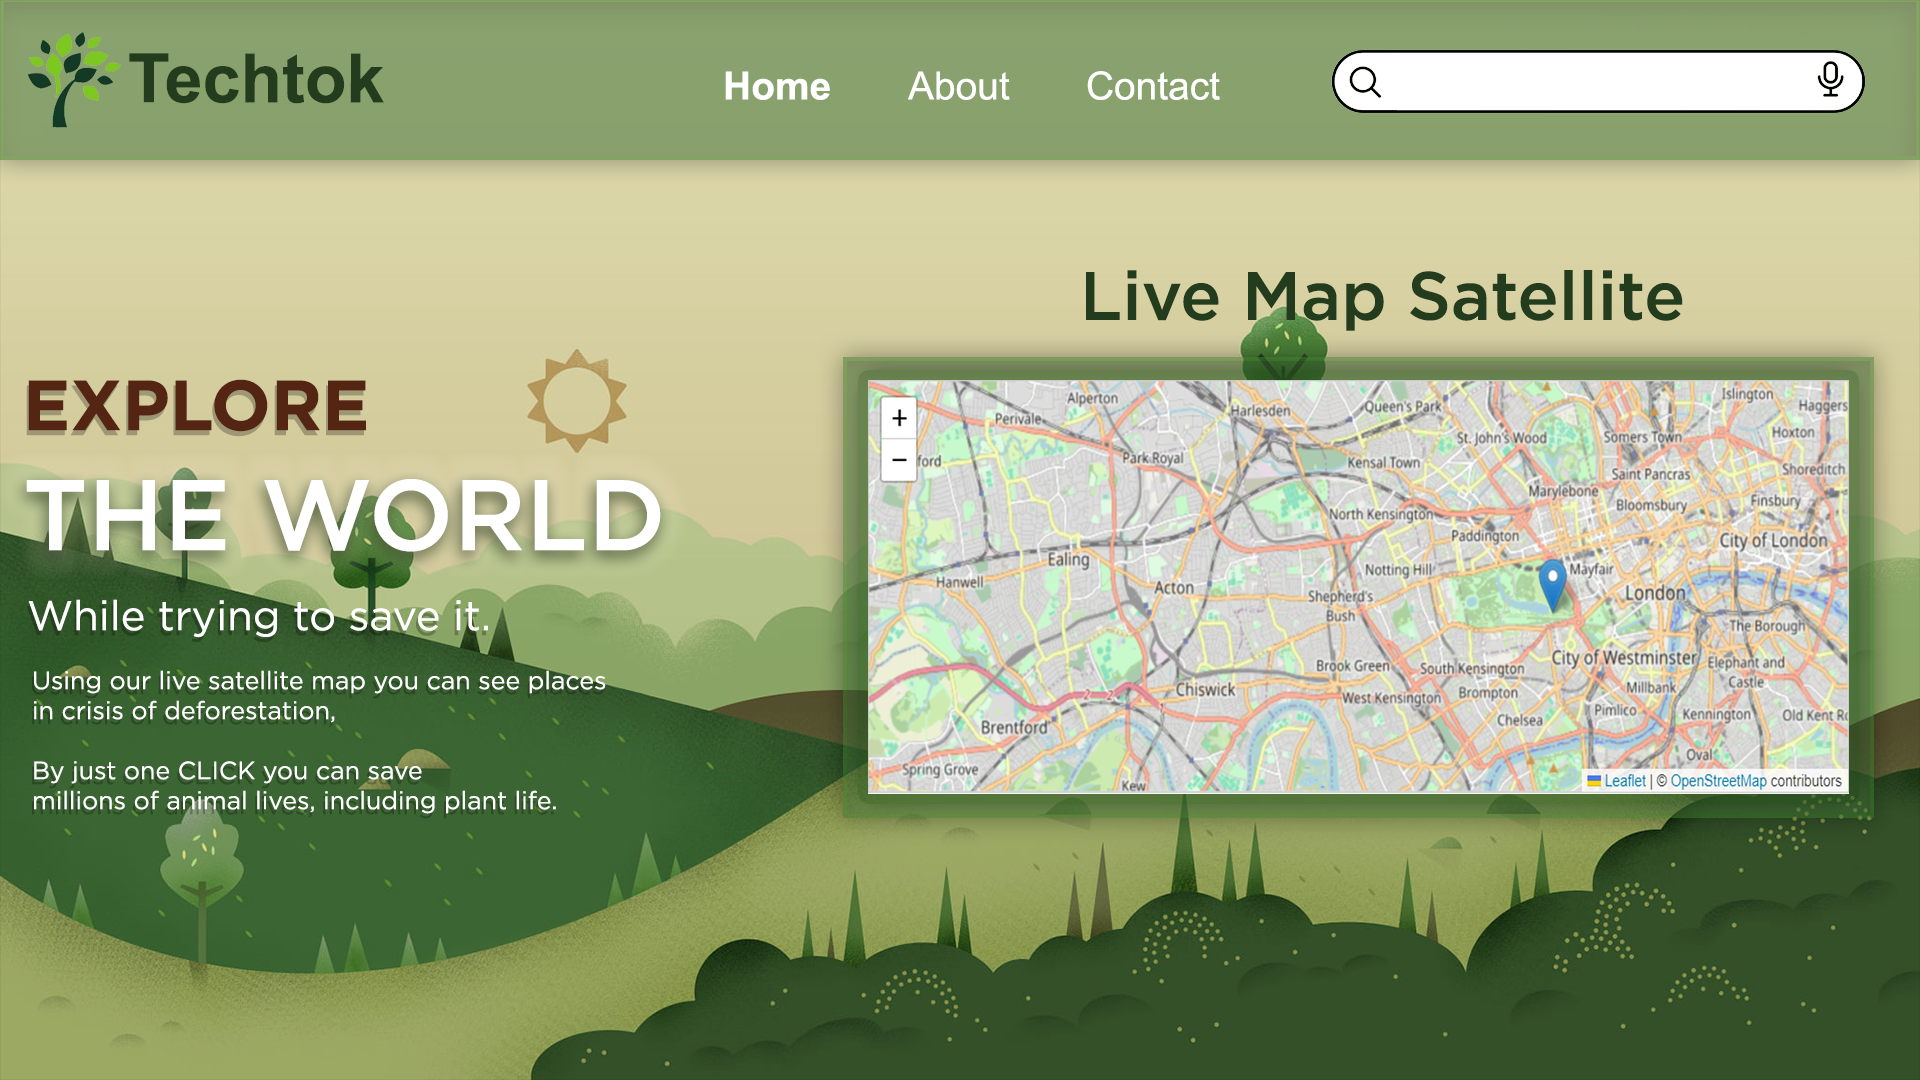 Techtok
Home
About
Contact
Live Map Satellite
EXPLORE
THE WORLD
While trying to save it.
Using our live satellite map you can see places
in crisis of deforestation,
By just one CLICK you can save
millions of animal lives, including plant life.
+
−
Alperton
Perivale
Harlesden
Queen's Park
Islington
Haggers
ford
Park Royal
Kensal Town
St. John's Wood
Somers Town
Hoxton
Saint Pancras
Shoreditch
Marylebone
Bloomsbury
Finsbury
North Kensington
Paddington
City of London
Ealing
Hanwell
Acton
Notting Hill
Mayfair
Shepherd's
Bush
London
The Borough
Brook Green
South Kensington
City of Westminster
Elephant and
Castle
Chiswick
West Kensington
Brompton
Millbank
2 2
Brentford
Chelsea
Pimlico
Kennington
Old Kent Ro
Spring Grove
Kew
Oval
Leaflet | © OpenStreetMap contributors